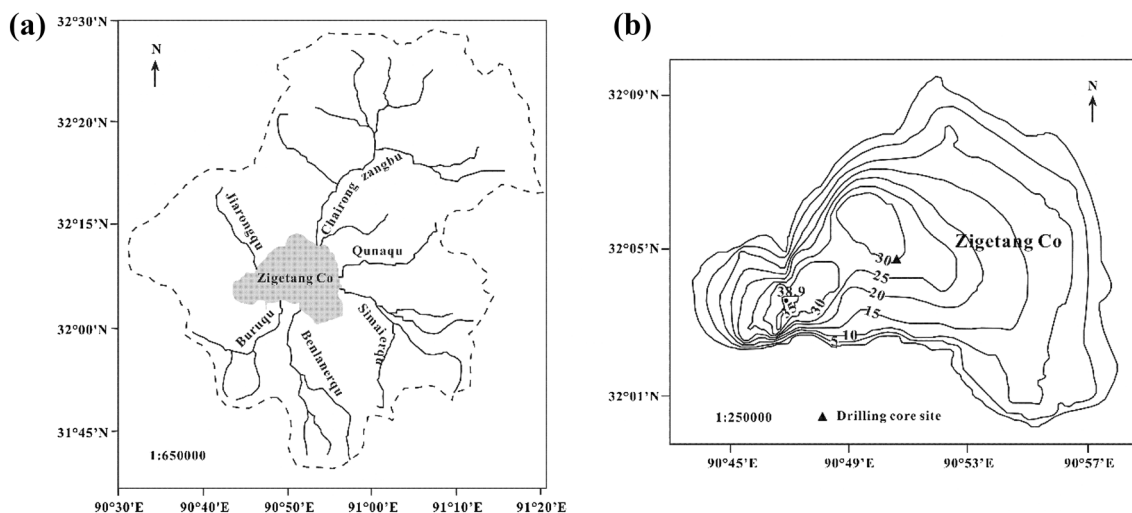 (a)
32°30′N
32°20′N
32°15′N
32°00′N
31°45′N
N
Chairong zangbu
Jiarongqu
Qunaqu
Zigetang Co
Buruqu
Benlanerqu
Simaierqu
1:650000
90°30′E
90°40′E
90°50′E
91°00′E
91°10′E
91°20′E
(b)
32°09′N
32°05′N
32°01′N
N
Zigetang Co
30
25
20
15
10
5
38.9
35
30
1:250000
▲ Drilling core site
90°45′E
90°49′E
90°53′E
90°57′E